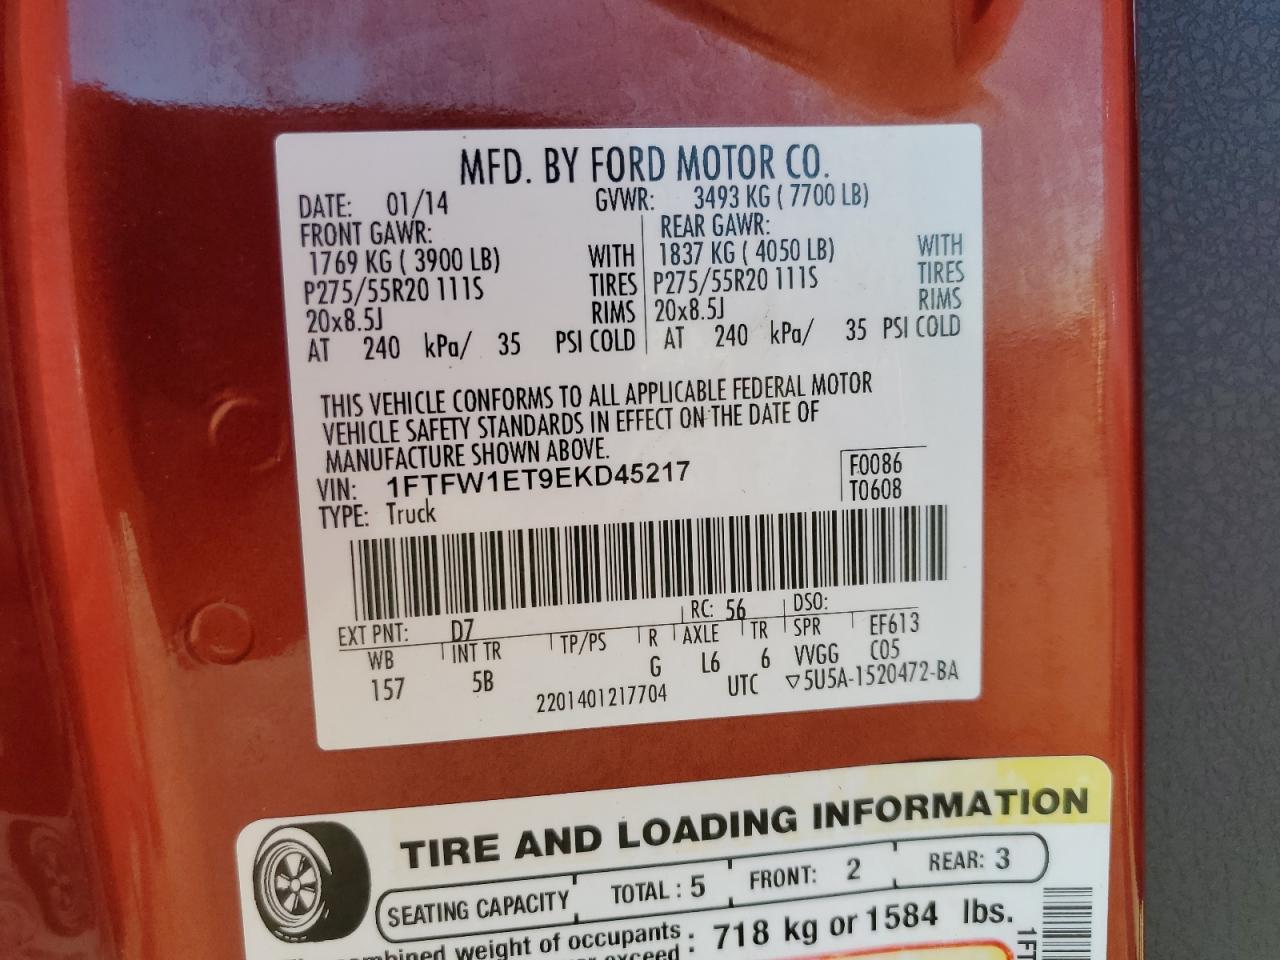 MFD. BY FORD MOTOR CO.
DATE: 01/14 GVWR: 3493 KG ( 7700 LB)
FRONT GAWR: REAR GAWR:
1769 KG ( 3900 LB) WITH 1837 KG ( 4050 LB) WITH
P275/55R20 111S TIRES P275/55R20 111S TIRES
20x8.5J RIMS 20x8.5J RIMS
AT 240 kPa/ 35 PSI COLD AT 240 kPa/ 35 PSI COLD
THIS VEHICLE CONFORMS TO ALL APPLICABLE FEDERAL MOTOR
VEHICLE SAFETY STANDARDS IN EFFECT ON THE DATE OF
MANUFACTURE SHOWN ABOVE.
VIN: 1FTFW1ET9EKD45217 F0086
TYPE: Truck T0608
EXT PNT: D7 RC: 56 DSO:
WB INT TR TP/PS R AXLE TR SPR EF613
157 5B G L6 6 VVGG C05
2201401217704 UTC ▽5U5A-1520472-BA
TIRE AND LOADING INFORMATION
SEATING CAPACITY TOTAL : 5 FRONT: 2 REAR: 3
weight of occupants : 718 kg or 1584 lbs.
exceed :
1FT